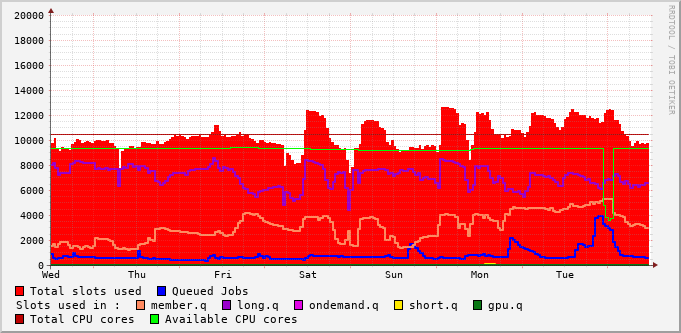 20000
18000
16000
14000
12000
10000
8000
6000
4000
2000
0
Wed Thu Fri Sat Sun Mon Tue
Total slots used Queued Jobs
Slots used in : member.q long.q ondemand.q short.q gpu.q
Total CPU cores Available CPU cores
RRDTOOL / TOBI OETIKER